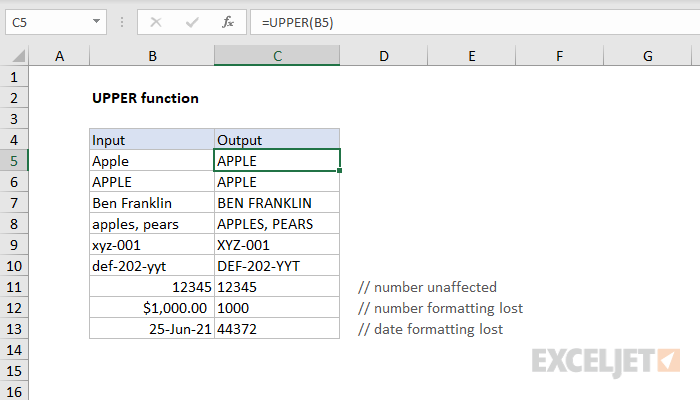 C5 fx =UPPER(B5)
A B C D E F G
1
2 UPPER function
3
4 Input Output
5 Apple APPLE
6 APPLE APPLE
7 Ben Franklin BEN FRANKLIN
8 apples, pears APPLES, PEARS
9 xyz-001 XYZ-001
10 def-202-yyt DEF-202-YYT
11 12345 12345 // number unaffected
12 $1,000.00 1000 // number formatting lost
13 25-Jun-21 44372 // date formatting lost
14
15
16
EXCELJET